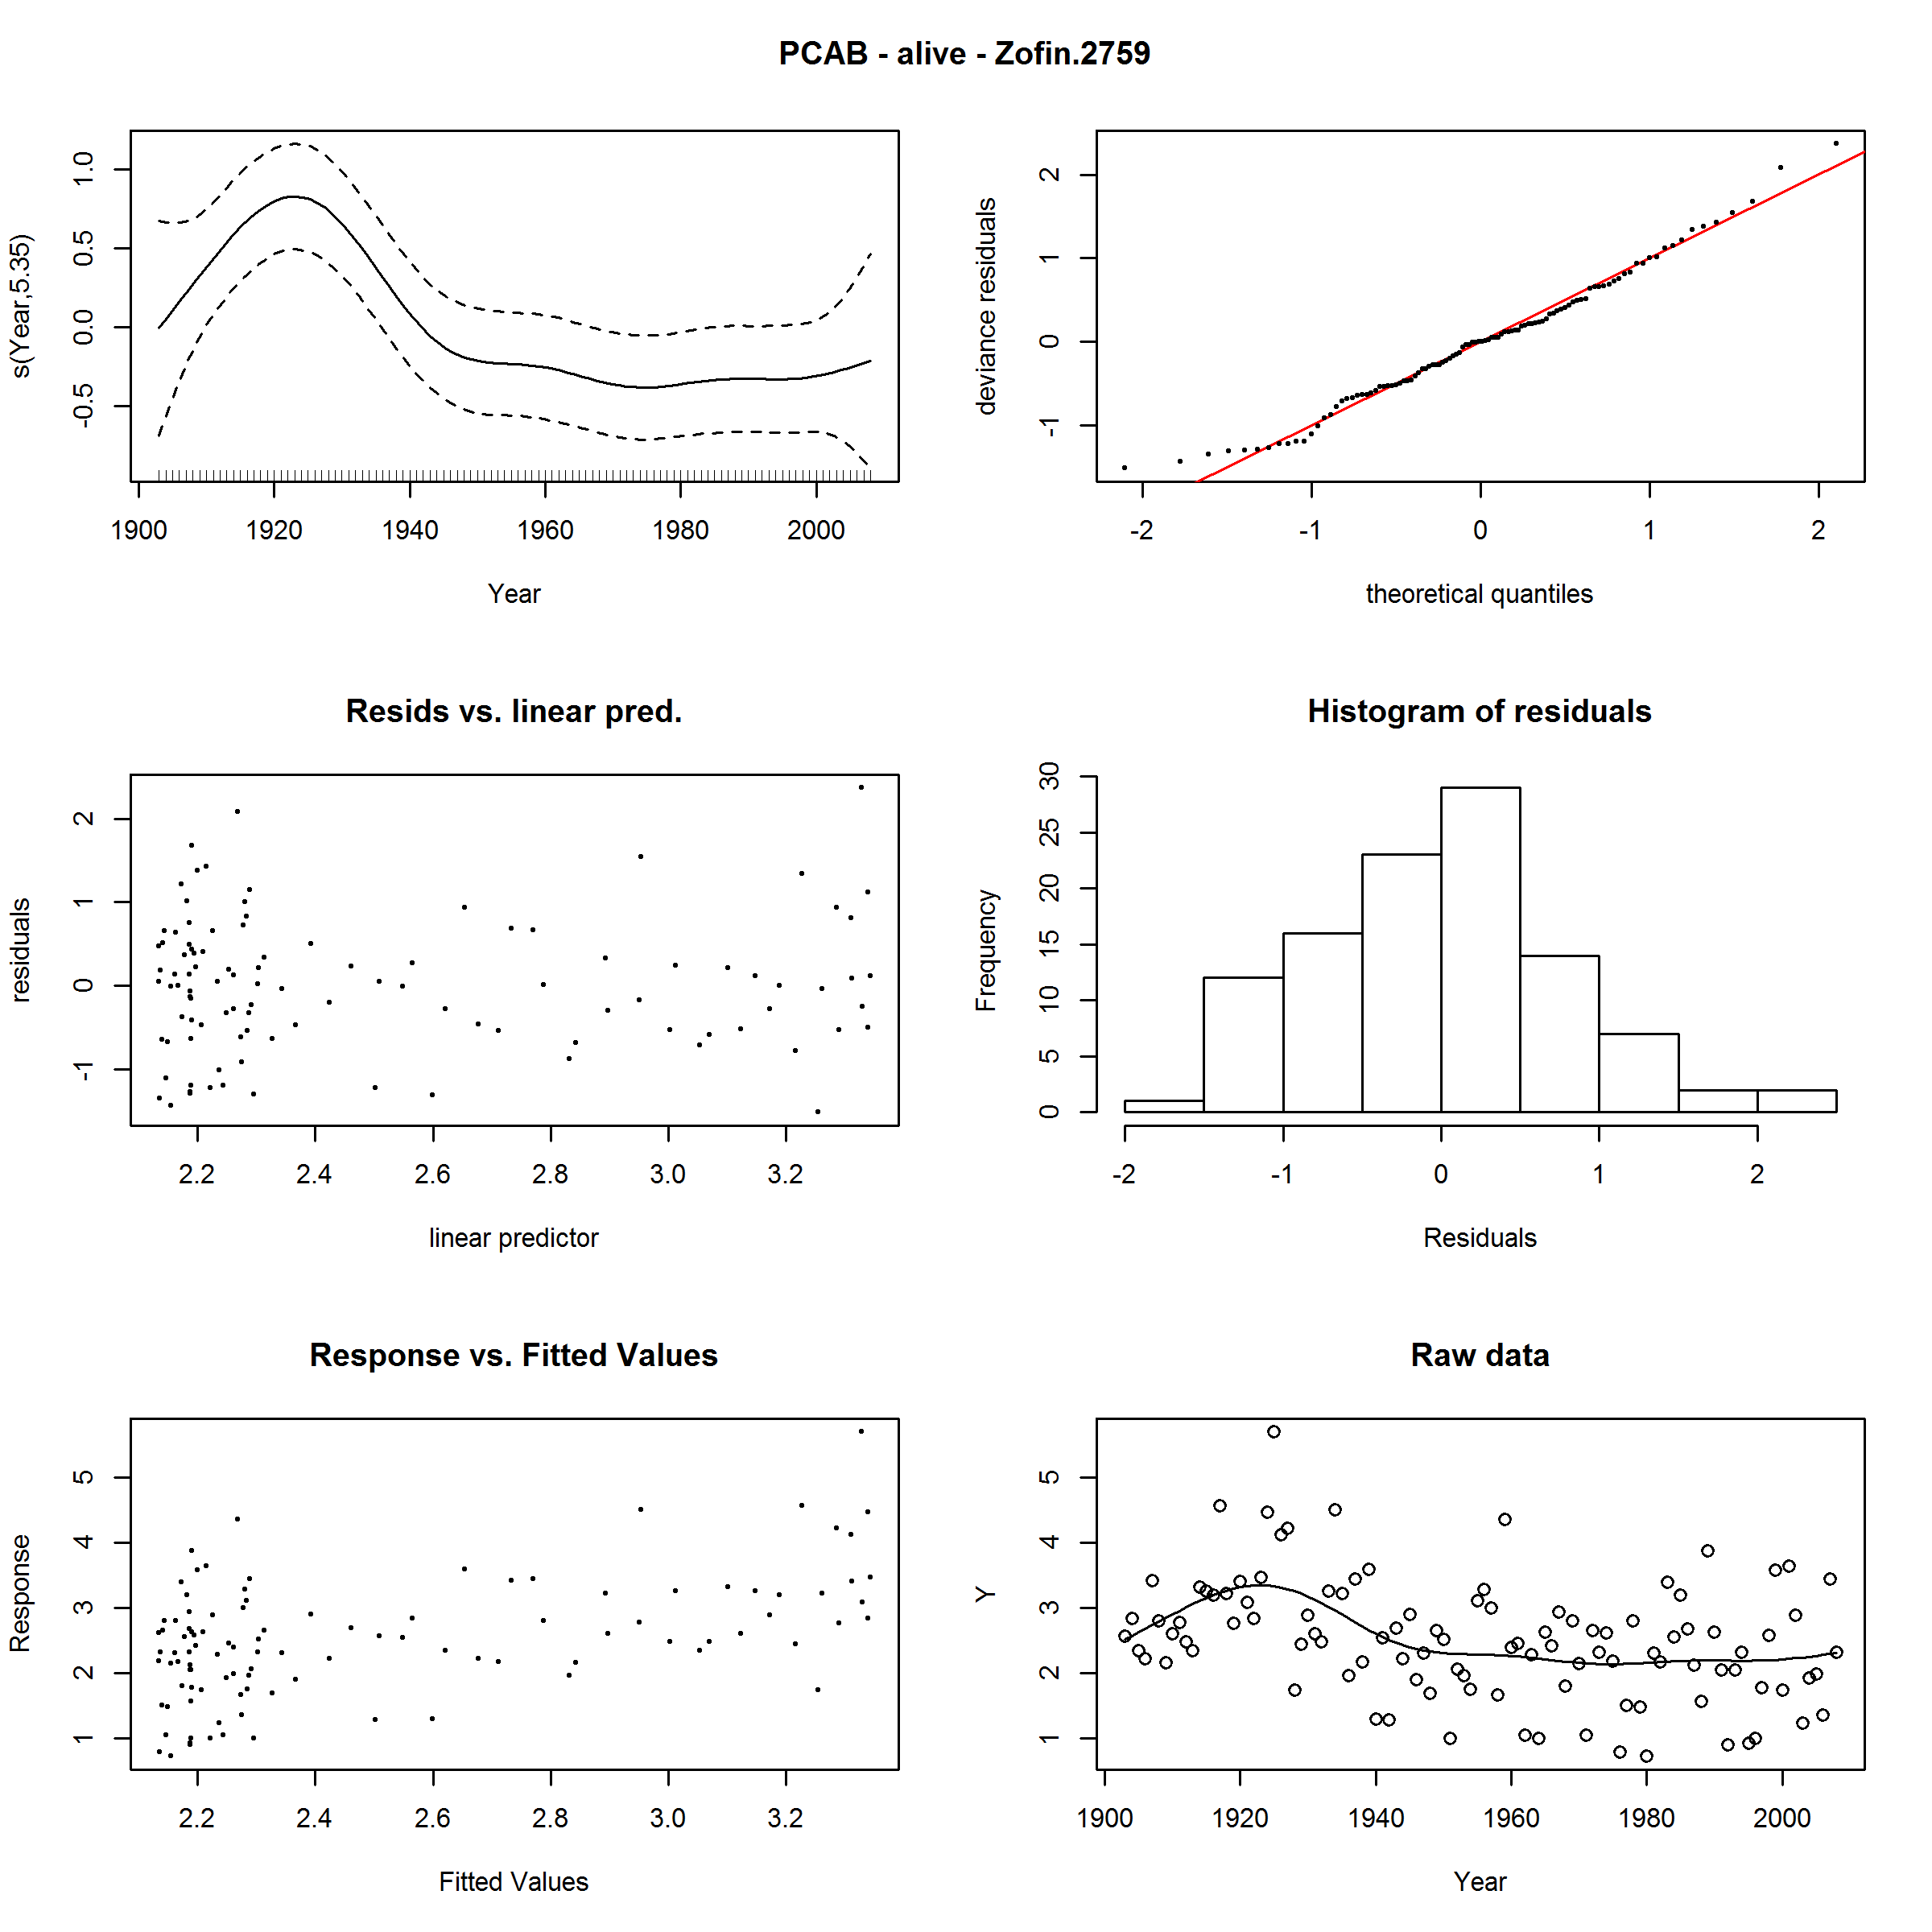 PCAB - alive - Zofin.2759
s(Year,5.35)
-0.5 0.0 0.5 1.0
1900 1920 1940 1960 1980 2000
Year
deviance residuals
-1 0 1 2
-2 -1 0 1 2
theoretical quantiles
Resids vs. linear pred.
residuals
-1 0 1 2
2.2 2.4 2.6 2.8 3.0 3.2
linear predictor
Histogram of residuals
Frequency
0 5 10 15 20 25 30
-2 -1 0 1 2
Residuals
Response vs. Fitted Values
Response
1 2 3 4 5
2.2 2.4 2.6 2.8 3.0 3.2
Fitted Values
Raw data
Y
1 2 3 4 5
1900 1920 1940 1960 1980 2000
Year